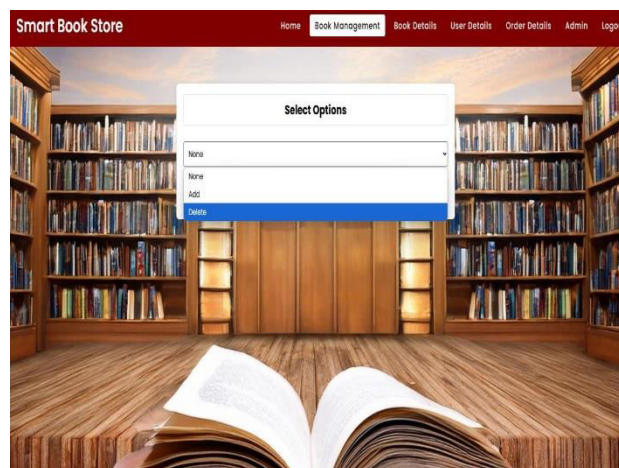 Smart Book Store
Home Book Management Book Details User Details Order Details Admin Logo
Select Options
None
None
Add
Delete